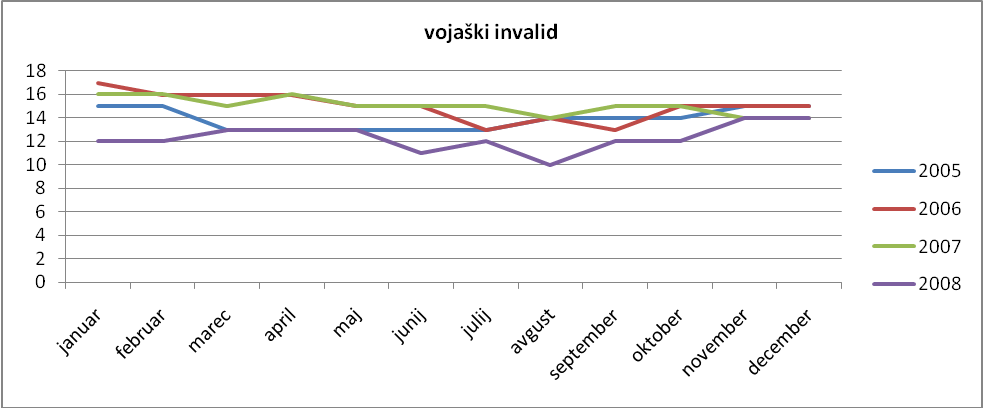 vojaški invalid
18
16
14
12
10
8
6
4
2
0
januar
februar
marec
april
maj
junij
julij
avgust
september
oktober
november
december
2005
2006
2007
2008